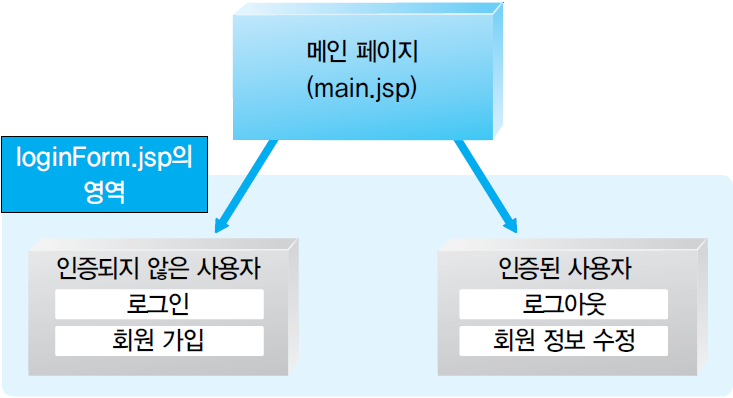 메인 페이지
(main.jsp)
loginForm.jsp의
영역
인증되지 않은 사용자
로그인
회원 가입
인증된 사용자
로그아웃
회원 정보 수정